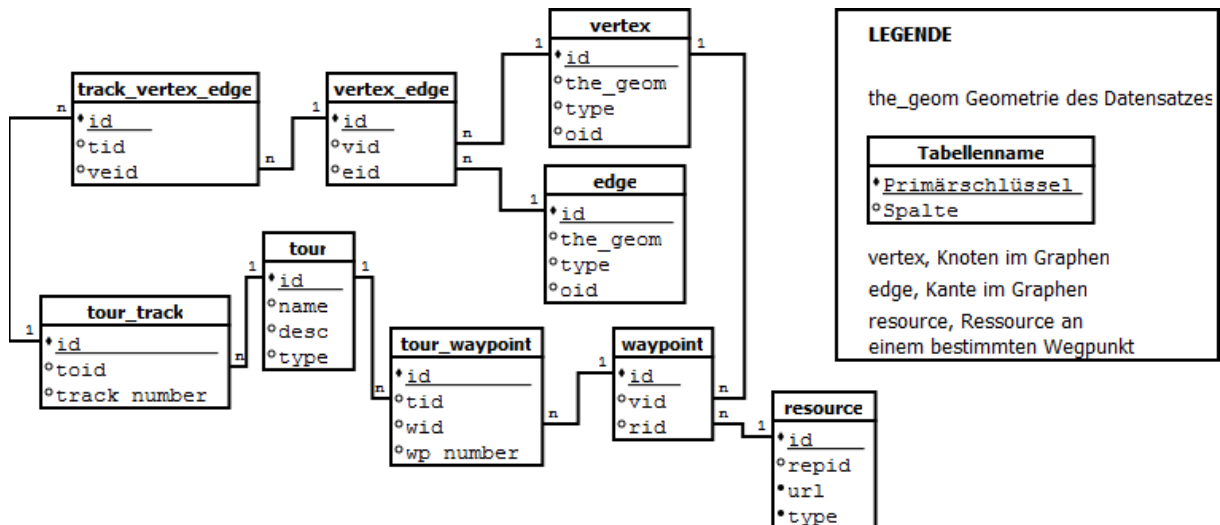 vertex
id
the_geom
type
oid
track_vertex_edge
id
tid
veid
vertex_edge
id
vid
eid
edge
id
the_geom
type
oid
tour
id
name
desc
type
tour_track
id
toid
track number
tour_waypoint
id
tid
wid
wp number
waypoint
id
vid
rid
resource
id
repid
url
type
1
1
n
1
n
n
n
1
1
1
1
n
n
1
n
n
n
1
LEGENDE
the_geom Geometrie des Datensatzes
Tabellenname
Primärschlüssel
Spalte
vertex, Knoten im Graphen
edge, Kante im Graphen
resource, Ressource an
einem bestimmten Wegpunkt